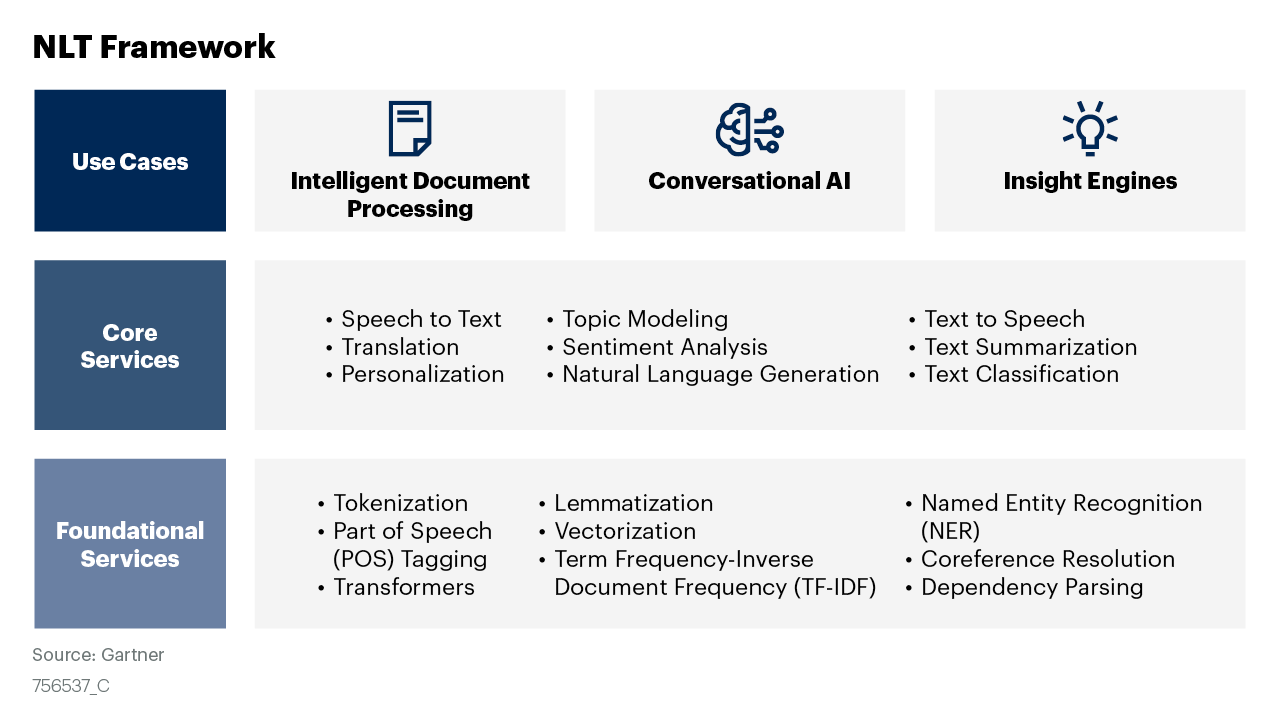 NLT Framework
Use Cases
Intelligent Document
Processing
Conversational AI
Insight Engines
Core
Services
• Speech to Text
• Translation
• Personalization
• Topic Modeling
• Sentiment Analysis
• Natural Language Generation
• Text to Speech
• Text Summarization
• Text Classification
Foundational
Services
• Tokenization
• Part of Speech
(POS) Tagging
• Transformers
• Lemmatization
• Vectorization
• Term Frequency-Inverse
Document Frequency (TF-IDF)
• Named Entity Recognition
(NER)
• Coreference Resolution
• Dependency Parsing
Source: Gartner
756537_C